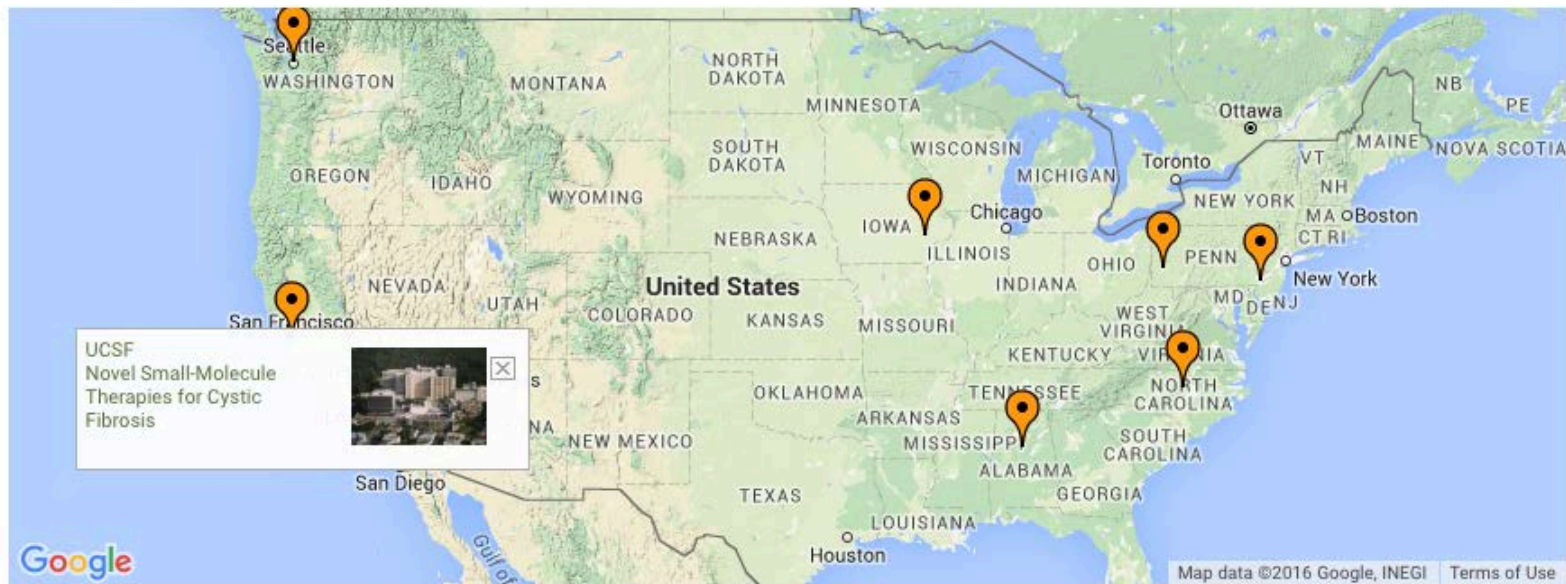 Seattle
WASHINGTON
MONTANA
NORTH
DAKOTA
MINNESOTA
Ottawa
NB
PE
MAINE
NOVA SCOTIA
OREGON
IDAHO
SOUTH
DAKOTA
WISCONSIN
MICHIGAN
Toronto
VT
NH
WYOMING
IOWA
Chicago
NEW YORK
MA
Boston
CT RI
NEBRASKA
ILLINOIS
OHIO
PENN
New York
NEVADA
UTAH
United States
COLORADO
KANSAS
MISSOURI
INDIANA
WEST
VIRGINIA
MD
DE
NJ
San Francisco
KENTUCKY
VIRGINIA
UCSF
Novel Small-Molecule
Therapies for Cystic
Fibrosis
s
NA
OKLAHOMA
TENNESSEE
NORTH
CAROLINA
ARKANSAS
NEW MEXICO
MISSISSIPP
ALABAMA
SOUTH
CAROLINA
San Diego
TEXAS
GEORGIA
LOUISIANA
Houston
Gulf of
Google
Map data ©2016 Google, INEGI
Terms of Use